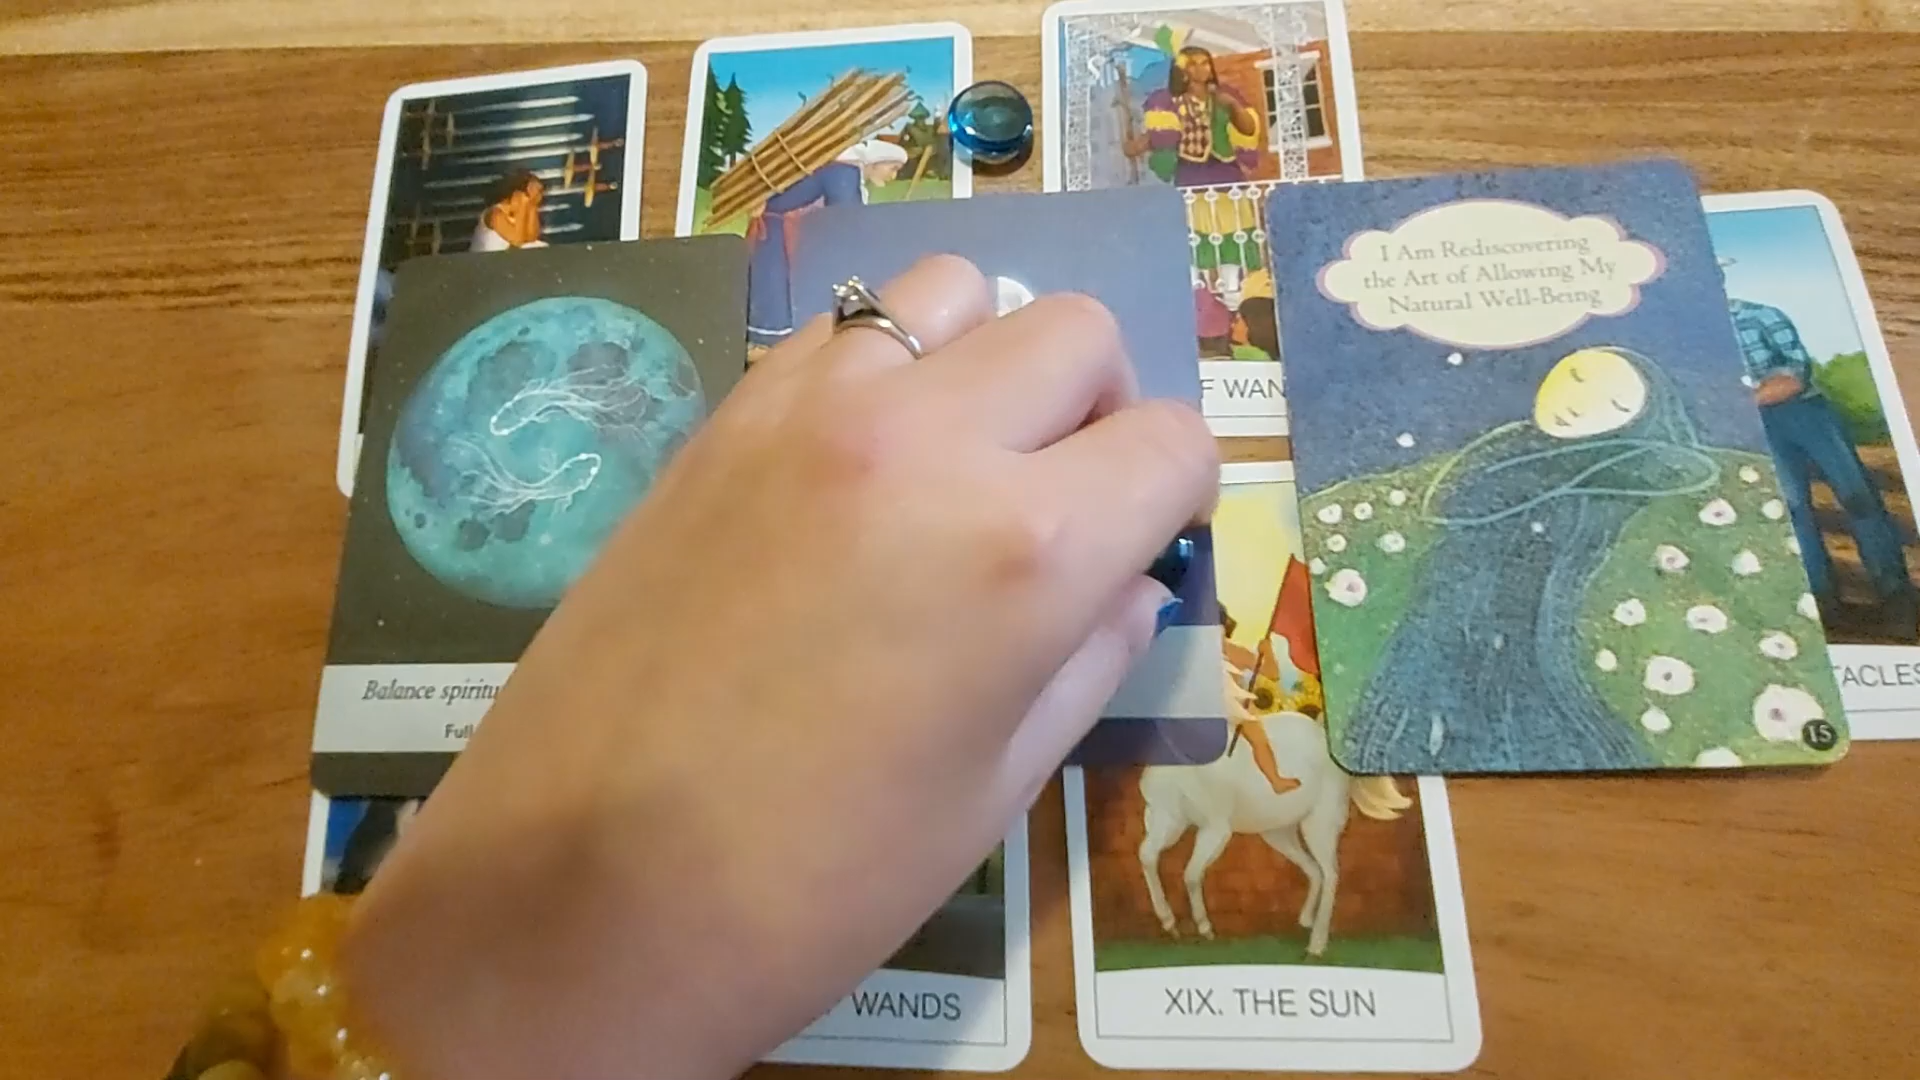 I Am Rediscovering
the Art of Allowing My
Natural Well-Being
F WAN
TACLES
Balance spiritu
Full
15
WANDS
XIX. THE SUN